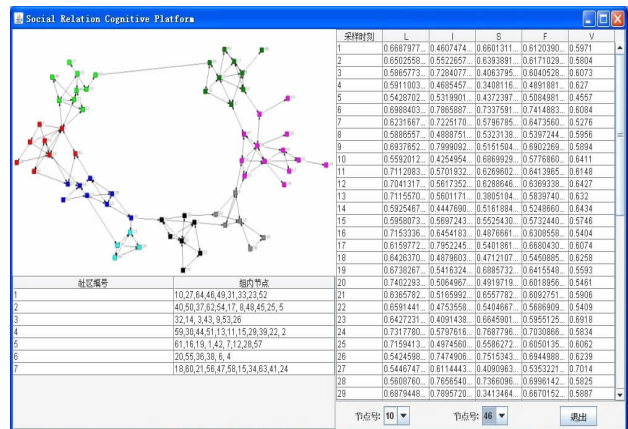 Social Relation Cognitive Platform
采样时刻 L I S F V
1 0.6687977... 0.4607474... 0.6601311... 0.6120390... 0.5971
2 0.6502558... 0.5522657... 0.6393891... 0.6171029... 0.5804
3 0.5865773... 0.7284077... 0.4063795... 0.6040528... 0.6073
4 0.5911003... 0.4685457... 0.3408116... 0.4891881... 0.627
5 0.5428702... 0.5319901... 0.4372397... 0.5084981... 0.4557
6 0.6988403... 0.7865887... 0.7337591... 0.7414883... 0.6084
7 0.6231667... 0.7225170... 0.5796785... 0.6473560... 0.5276
8 0.5886557... 0.4888751... 0.5323138... 0.5397244... 0.5956
9 0.6937652... 0.7999092... 0.5151504... 0.6902269... 0.5894
10 0.5592012... 0.4254954... 0.6869929... 0.5776860... 0.6411
11 0.7112083... 0.5701932... 0.6269602... 0.6413965... 0.6148
12 0.7041317... 0.5617352... 0.6288646... 0.6369338... 0.6427
13 0.7115570... 0.5601171... 0.3805104... 0.5839740... 0.632
14 0.5925467... 0.4447690... 0.5161884... 0.5248660... 0.6434
15 0.5958073... 0.5697243... 0.5525430... 0.5732440... 0.5746
16 0.7153336... 0.6454183... 0.4876661... 0.6308558... 0.5404
17 0.6159772... 0.7952245... 0.5401861... 0.6680430... 0.6074
18 0.6426370... 0.4879603... 0.4712107... 0.5450885... 0.6258
19 0.6738267... 0.5416324... 0.6885732... 0.6415548... 0.5593
20 0.7402293... 0.5064967... 0.4919719... 0.6018956... 0.5461
21 0.6365782... 0.5165992... 0.6557782... 0.6092751... 0.5906
22 0.6591441... 0.4753558... 0.5404667... 0.5686909... 0.5409
23 0.6427231... 0.4091438... 0.6645901... 0.5955125... 0.6918
24 0.7317780... 0.5797616... 0.7687796... 0.7030866... 0.5834
25 0.7159413... 0.4974560... 0.5586272... 0.6050135... 0.6062
26 0.5424598... 0.7474906... 0.7515343... 0.6944988... 0.6239
27 0.5446747... 0.6114443... 0.4090963... 0.5353221... 0.7014
28 0.5608760... 0.7656540... 0.7366096... 0.6996142... 0.5825
29 0.6879448... 0.7895720... 0.3413464... 0.6670152... 0.5887
社区编号 组内节点
1 10,27,64,46,49,31,33,23,52
2 40,50,37,62,54,17, 8,48,45,25, 5
3 32,14, 3,43, 9,53,26
4 59,30,44,51,13,11,15,29,39,22, 2
5 61,16,19, 1,42, 7,12,28,57
6 20,55,36,38, 6, 4
7 18,60,21,56,47,58,15,34,63,41,24
节点号: 10 节点号: 46 退出